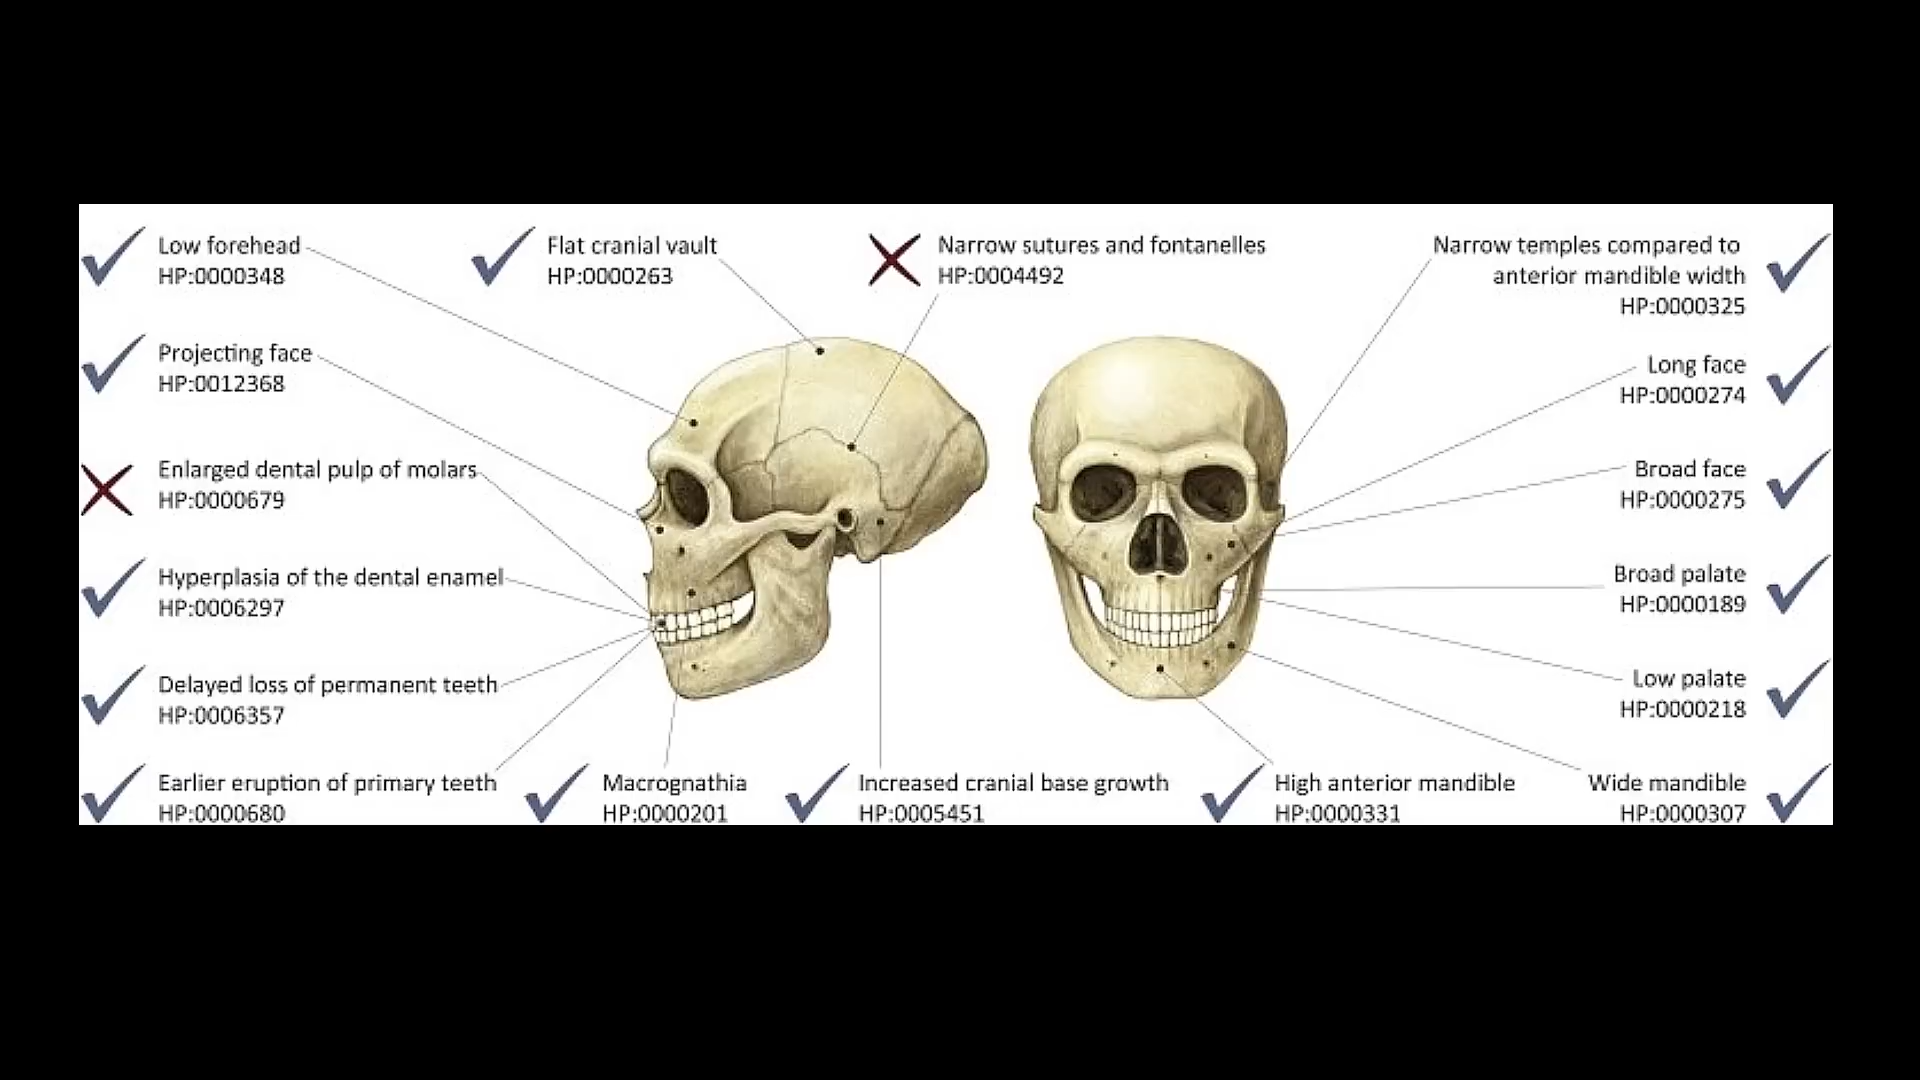 Low forehead
HP:0000348
Flat cranial vault
HP:0000263
Narrow sutures and fontanelles
HP:0004492
Narrow temples compared to
anterior mandible width
HP:0000325
Projecting face
HP:0012368
Long face
HP:0000274
Enlarged dental pulp of molars
HP:0000679
Broad face
HP:0000275
Hyperplasia of the dental enamel
HP:0006297
Broad palate
HP:0000189
Delayed loss of permanent teeth
HP:0006357
Low palate
HP:0000218
Earlier eruption of primary teeth
HP:0000680
Macrognathia
HP:0000201
Increased cranial base growth
HP:0005451
High anterior mandible
HP:0000331
Wide mandible
HP:0000307